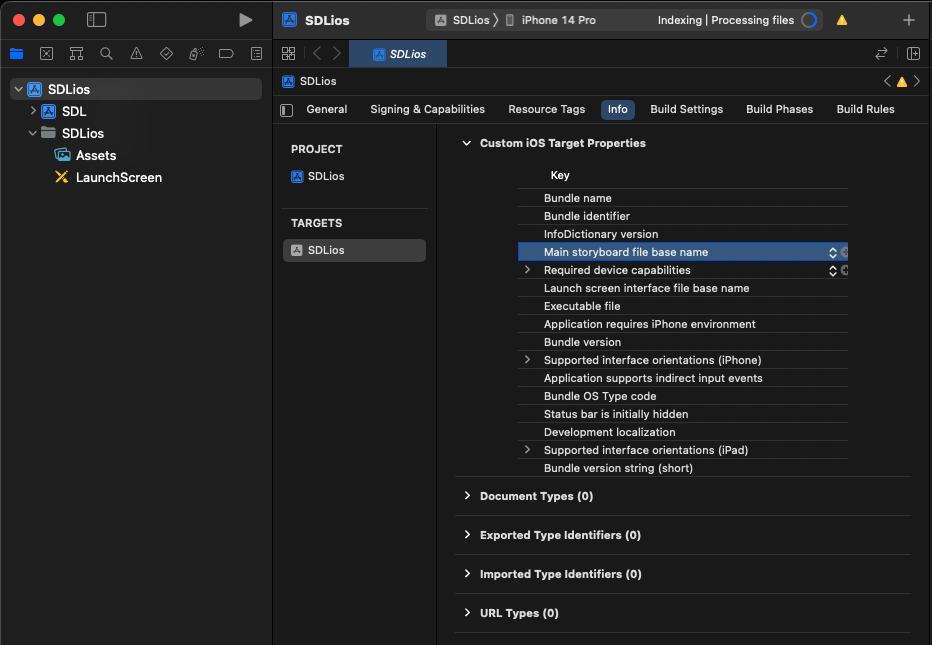 SDLios
SDLios
iPhone 14 Pro
Indexing | Processing files
SDLios
SDLios
SDLios
SDL
SDLios
Assets
LaunchScreen
General
Signing & Capabilities
Resource Tags
Info
Build Settings
Build Phases
Build Rules
PROJECT
SDLios
TARGETS
SDLios
Custom iOS Target Properties
Key
Bundle name
Bundle identifier
InfoDictionary version
Main storyboard file base name
Required device capabilities
Launch screen interface file base name
Executable file
Application requires iPhone environment
Bundle version
Supported interface orientations (iPhone)
Application supports indirect input events
Bundle OS Type code
Status bar is initially hidden
Development localization
Supported interface orientations (iPad)
Bundle version string (short)
Document Types (0)
Exported Type Identifiers (0)
Imported Type Identifiers (0)
URL Types (0)